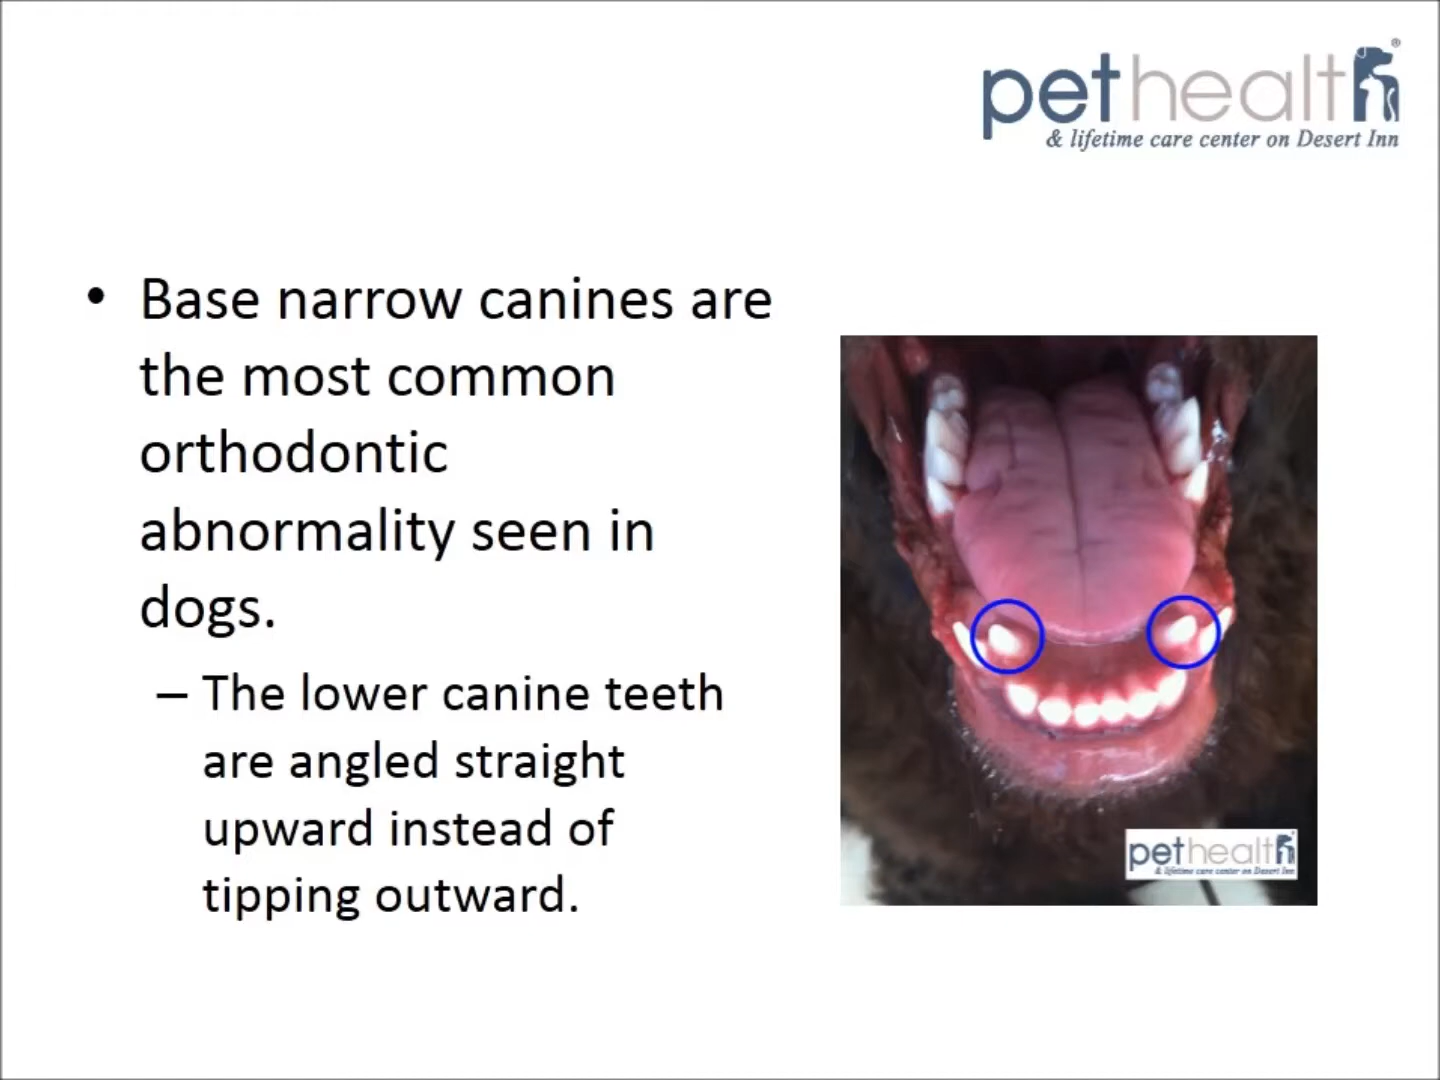 pethealth®
& lifetime care center on Desert Inn
• Base narrow canines are
the most common
orthodontic
abnormality seen in
dogs.
– The lower canine teeth
are angled straight
upward instead of
tipping outward.
pethealth
& lifetime care center on Desert Inn